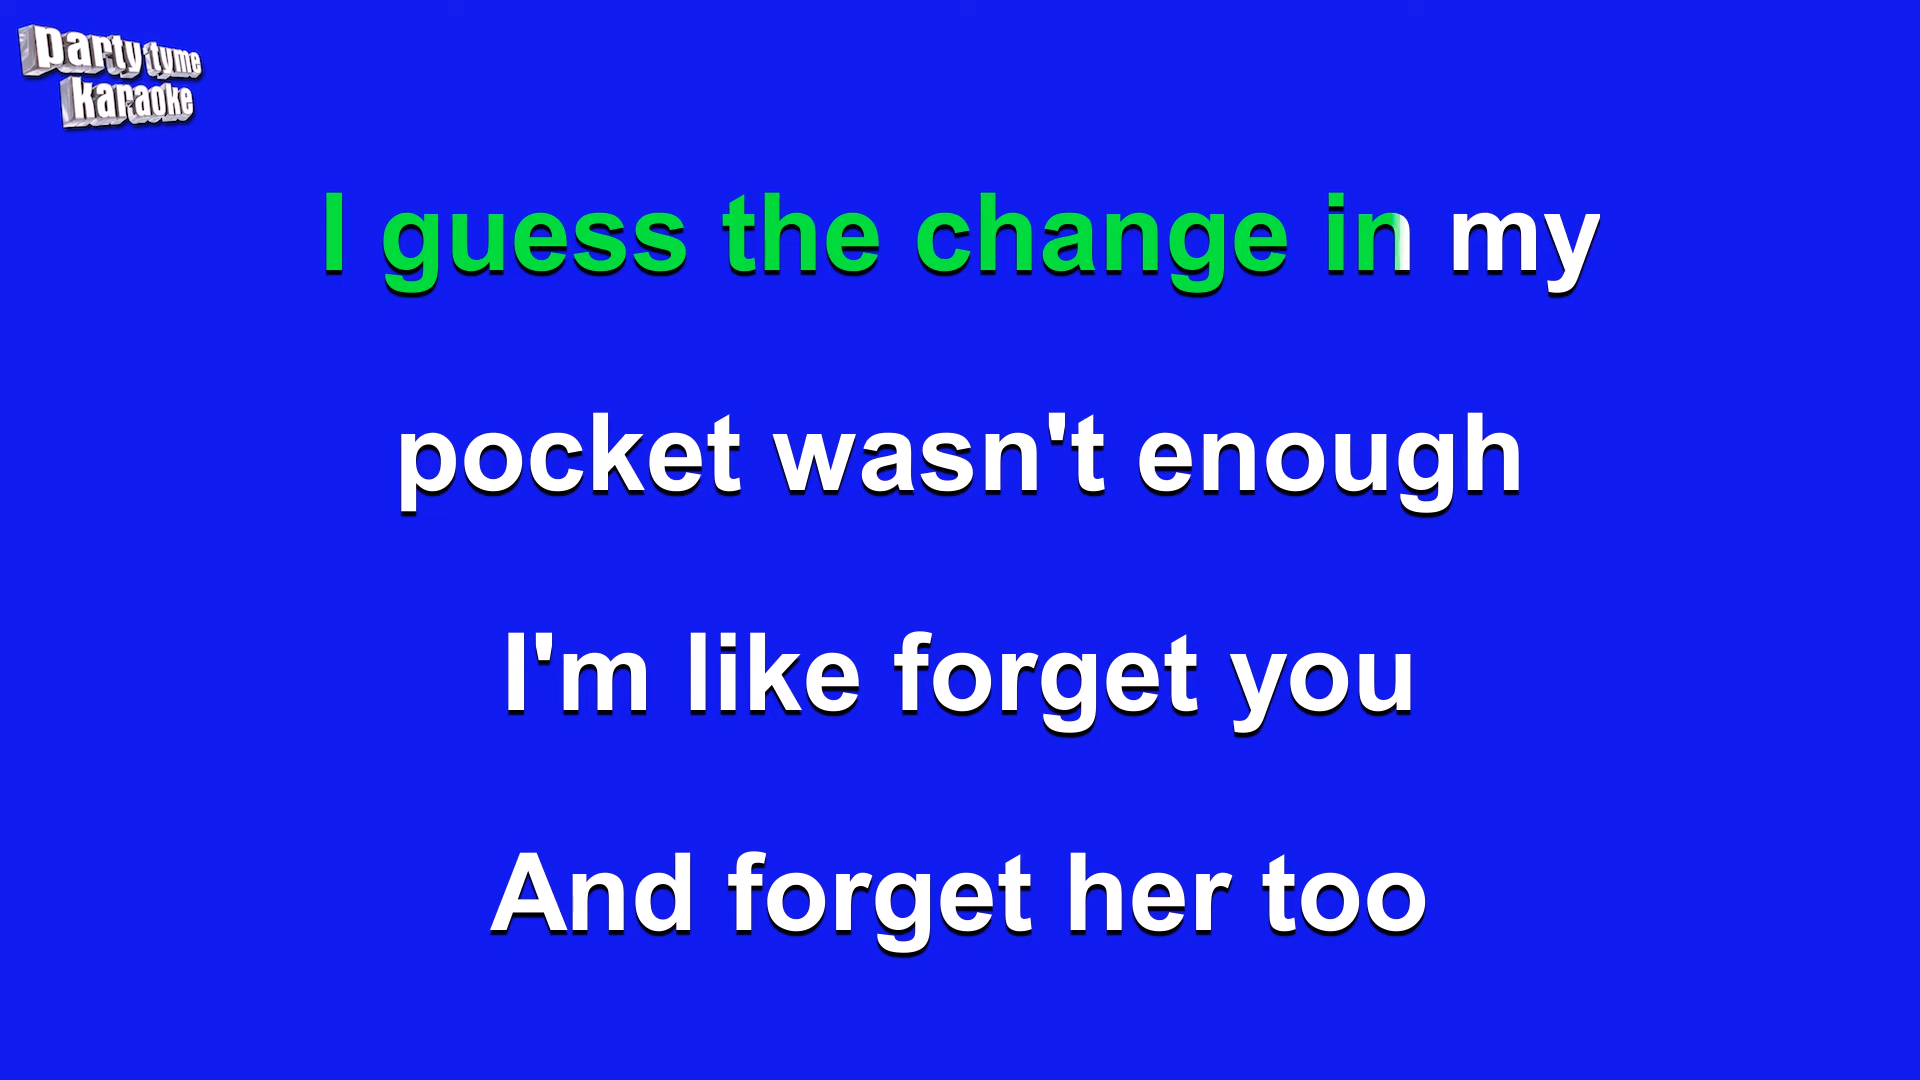 party tyme
karaoke
I guess the change in my
pocket wasn't enough
I'm like forget you
And forget her too